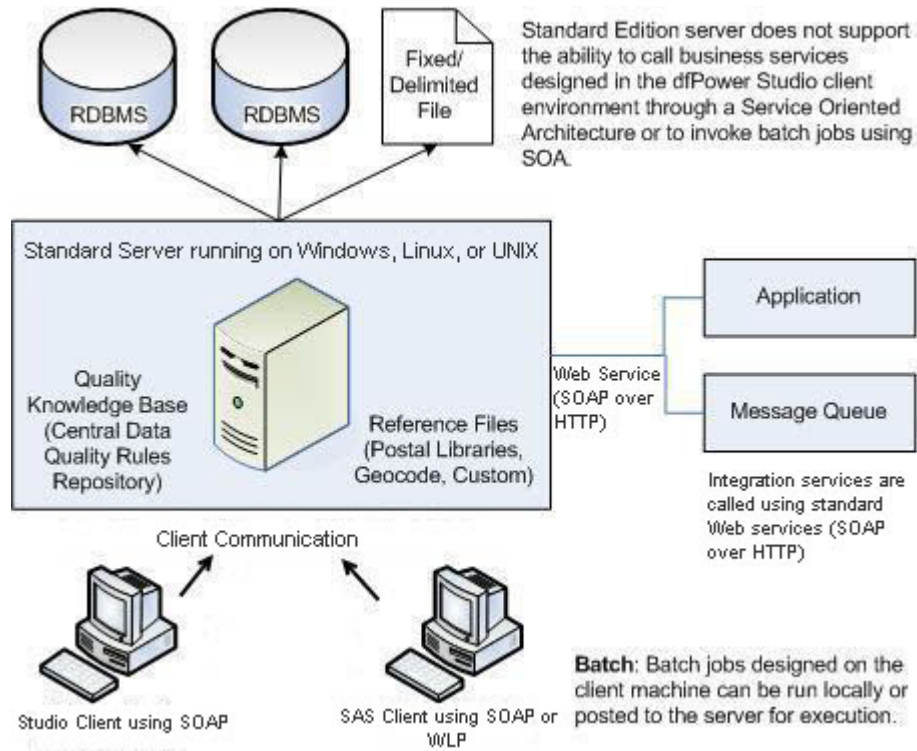 RDBMS
RDBMS
Fixed/
Delimited
File
Standard Edition server does not support
the ability to call business services
designed in the dfPower Studio client
environment through a Service Oriented
Architecture or to invoke batch jobs using
SOA.
Standard Server running on Windows, Linux, or UNIX
Quality
Knowledge Base
(Central Data
Quality Rules
Repository)
Reference Files
(Postal Libraries,
Geocode, Custom)
Web Service
(SOAP over
HTTP)
Application
Message Queue
Integration services are
called using standard
Web services (SOAP
over HTTP)
Client Communication
Studio Client using SOAP
SAS Client using SOAP or
WLP
Batch: Batch jobs designed on the
client machine can be run locally or
posted to the server for execution.